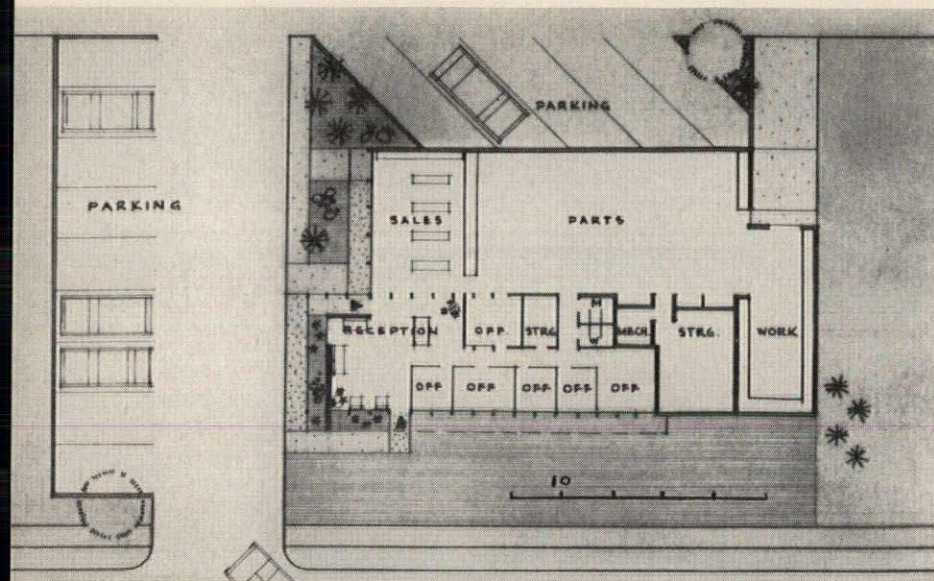 PARKING
PARKING
SALES
PARTS
RECEPTION
OFF.
STRG
M
W
MECH.
STRG.
WORK
OFF
OFF
OFF
OFF
OFF
10